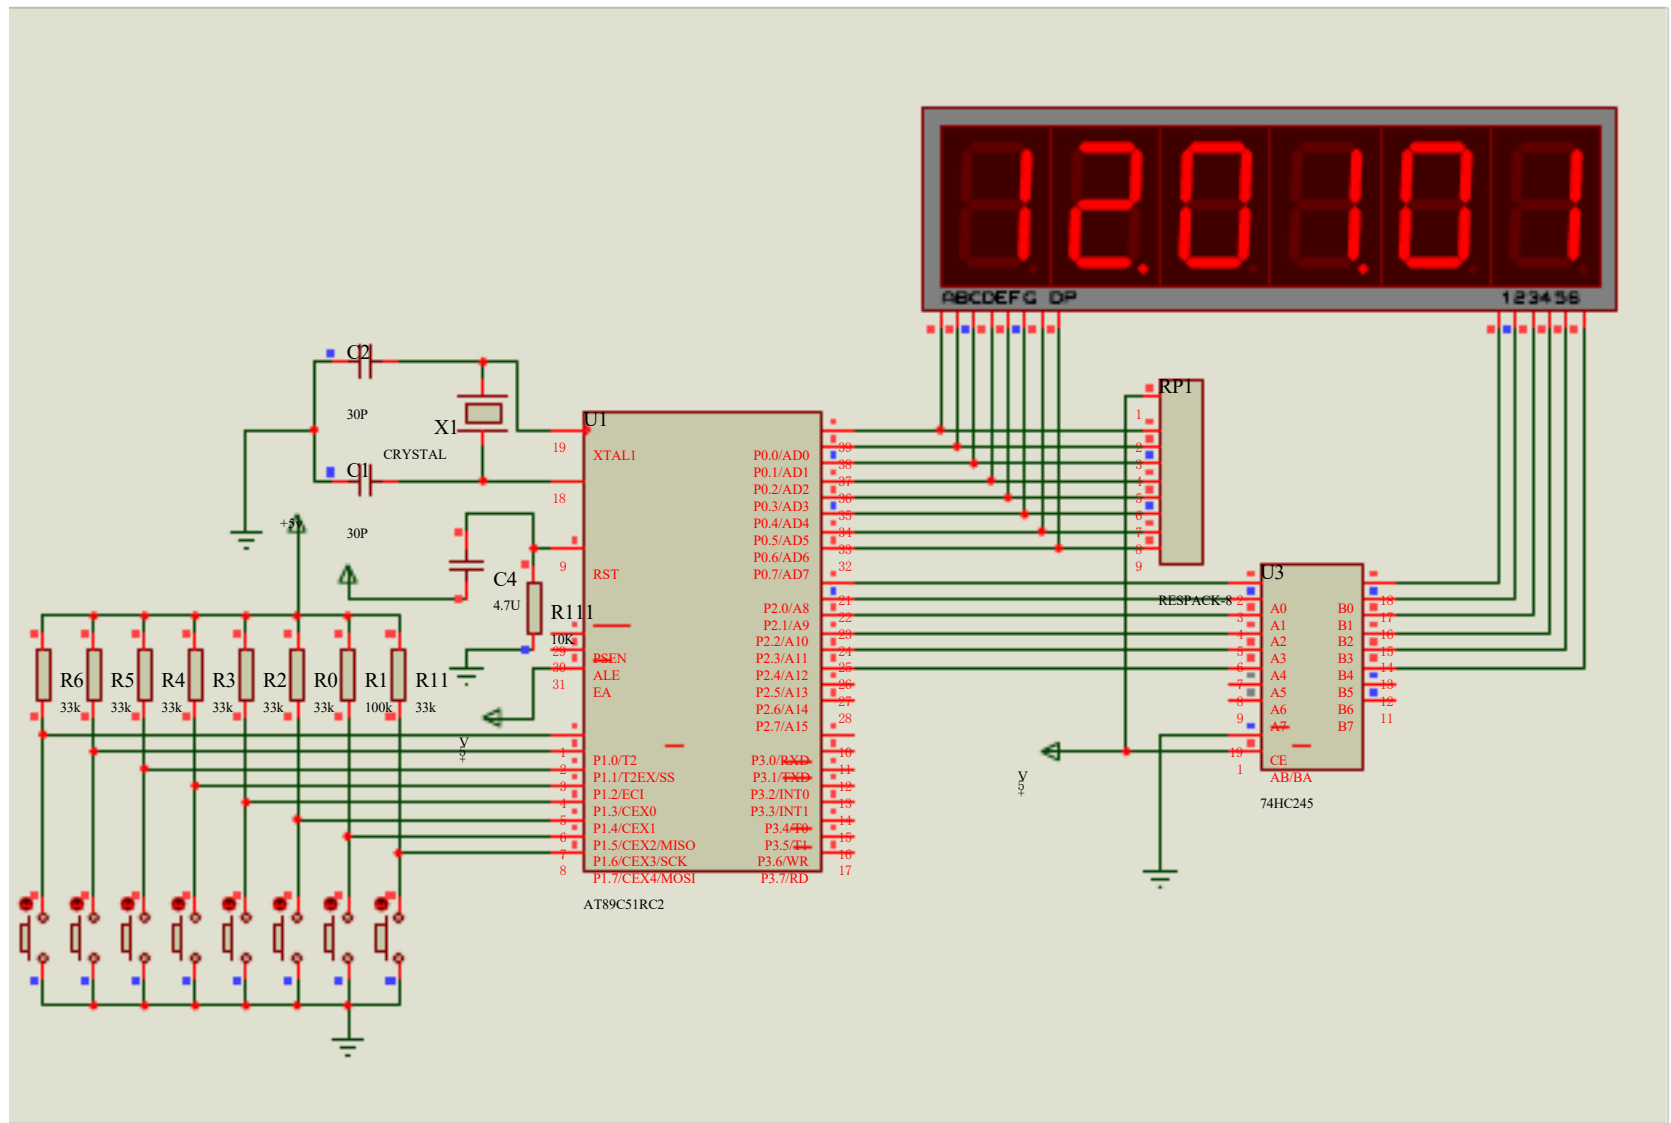 120101
ABCDEFG DP
123456
C2
30P
X1
CRYSTAL
C1
30P
+5v
U1
19
XTAL1
18
9
RST
C4
4.7U
R111
10K
29
PSEN
30
ALE
31
EA
39
P0.0/AD0
38
P0.1/AD1
37
P0.2/AD2
36
P0.3/AD3
35
P0.4/AD4
34
P0.5/AD5
33
P0.6/AD6
32
P0.7/AD7
21
P2.0/A8
22
P2.1/A9
23
P2.2/A10
24
P2.3/A11
25
P2.4/A12
26
P2.5/A13
27
P2.6/A14
28
P2.7/A15
RP1
1
2
3
4
5
6
7
8
9
RESPACK-8
U3
2
A0
3
A1
4
A2
5
A3
6
A4
7
A5
8
A6
9
A7
19
CE
1
AB/BA
18
B0
17
B1
16
B2
15
B3
14
B4
13
B5
12
B6
11
B7
74HC245
R6
33k
R5
33k
R4
33k
R3
33k
R2
33k
R0
33k
R1
100k
R11
33k
V5+
V5+
1
P1.0/T2
2
P1.1/T2EX/SS
3
P1.2/ECI
4
P1.3/CEX0
5
P1.4/CEX1
6
P1.5/CEX2/MISO
7
P1.6/CEX3/SCK
8
P1.7/CEX4/MOSI
10
P3.0/RXD
11
P3.1/TXD
12
P3.2/INT0
13
P3.3/INT1
14
P3.4/T0
15
P3.5/T1
16
P3.6/WR
17
P3.7/RD
AT89C51RC2